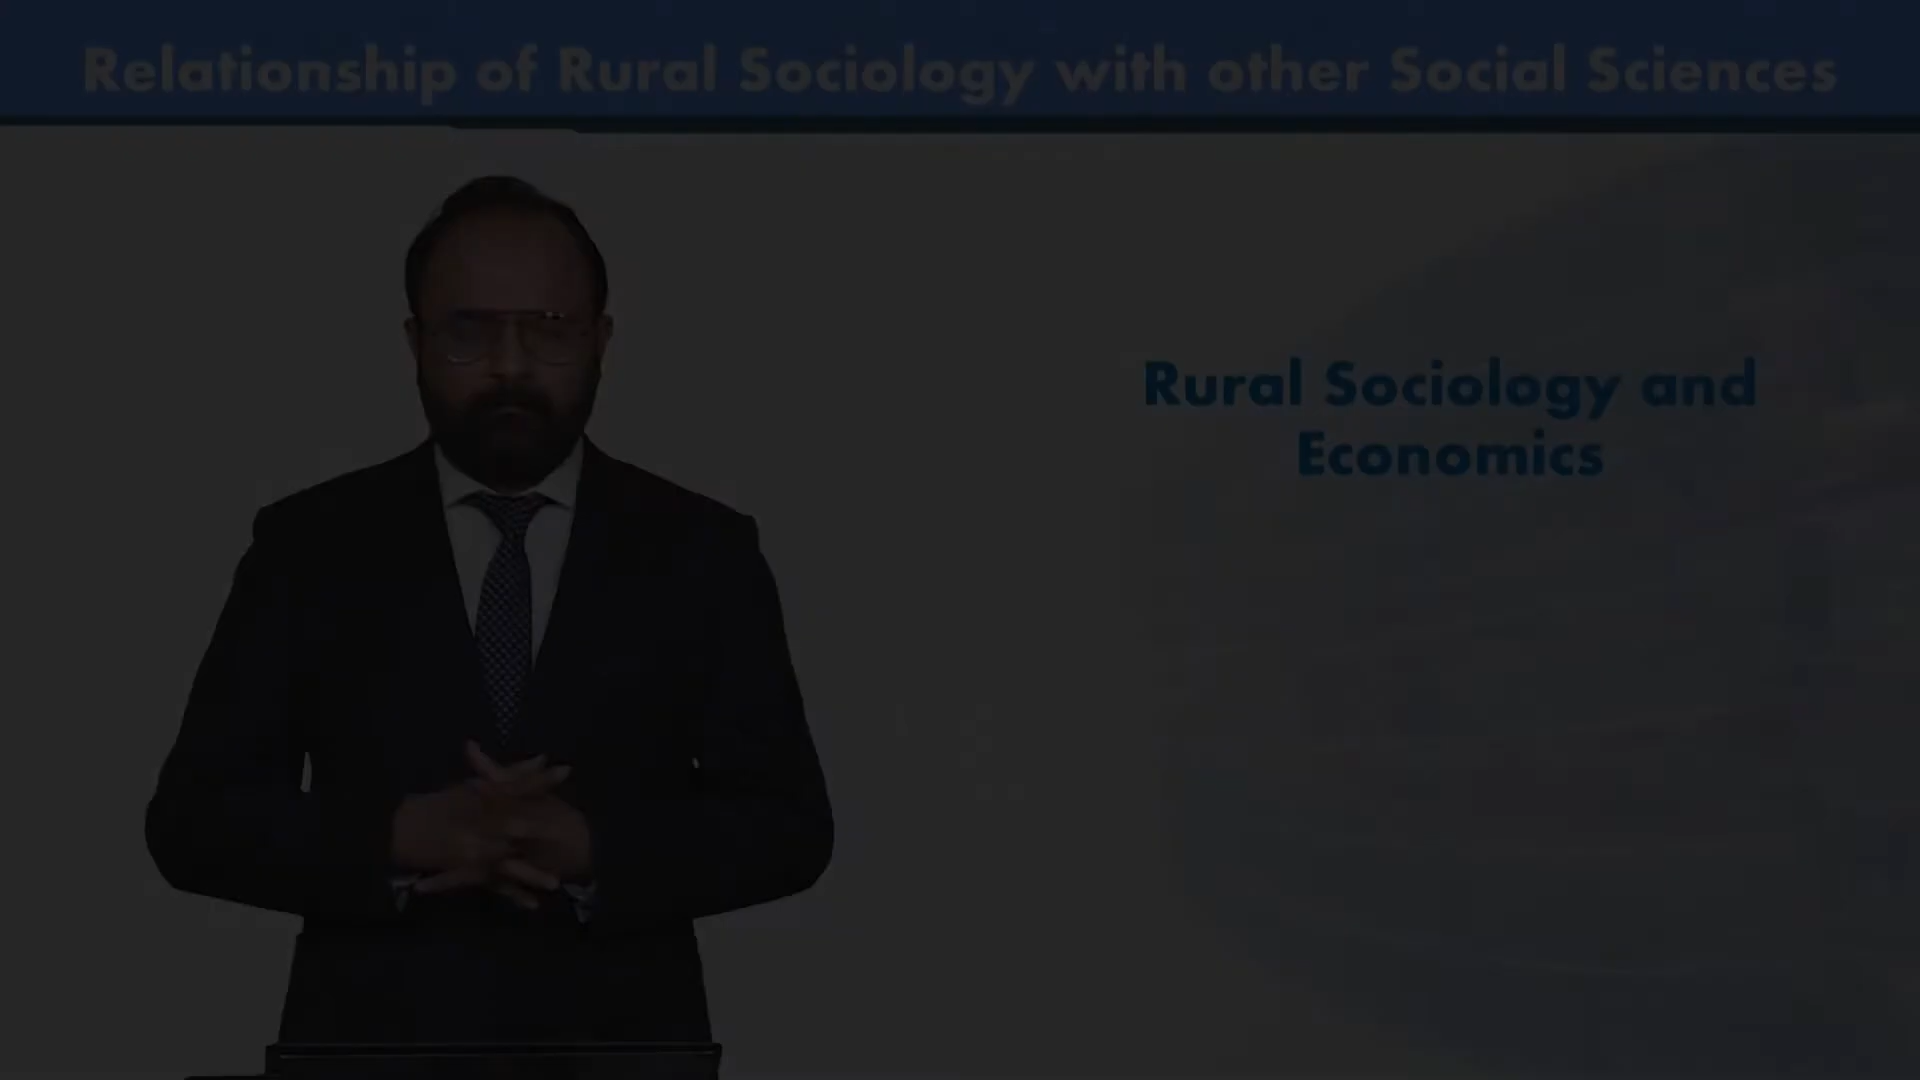 Relationship of Rural Sociology with other Social Sciences
Rural Sociology and
Economics